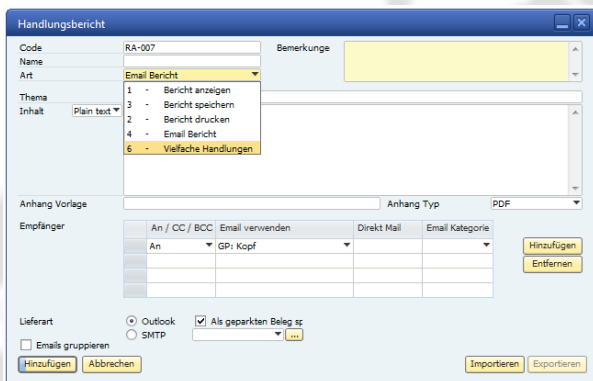 Handlungsbericht
Code RA-007 Bemerkunge
Name
Art Email Bericht
1 - Bericht anzeigen
3 - Bericht speichern
2 - Bericht drucken
4 - Email Bericht
6 - Vielfache Handlungen
Thema
Inhalt Plain text
Anhang Vorlage Anhang Typ PDF
Empfänger An / CC / BCC Email verwenden Direkt Mail Email Kategorie
An GP: Kopf Hinzufügen
Entfernen
Lieferart Outlook Als geparkten Beleg sp
SMTP ...
Emails gruppieren
Hinzufügen Abbrechen Importieren Exportieren